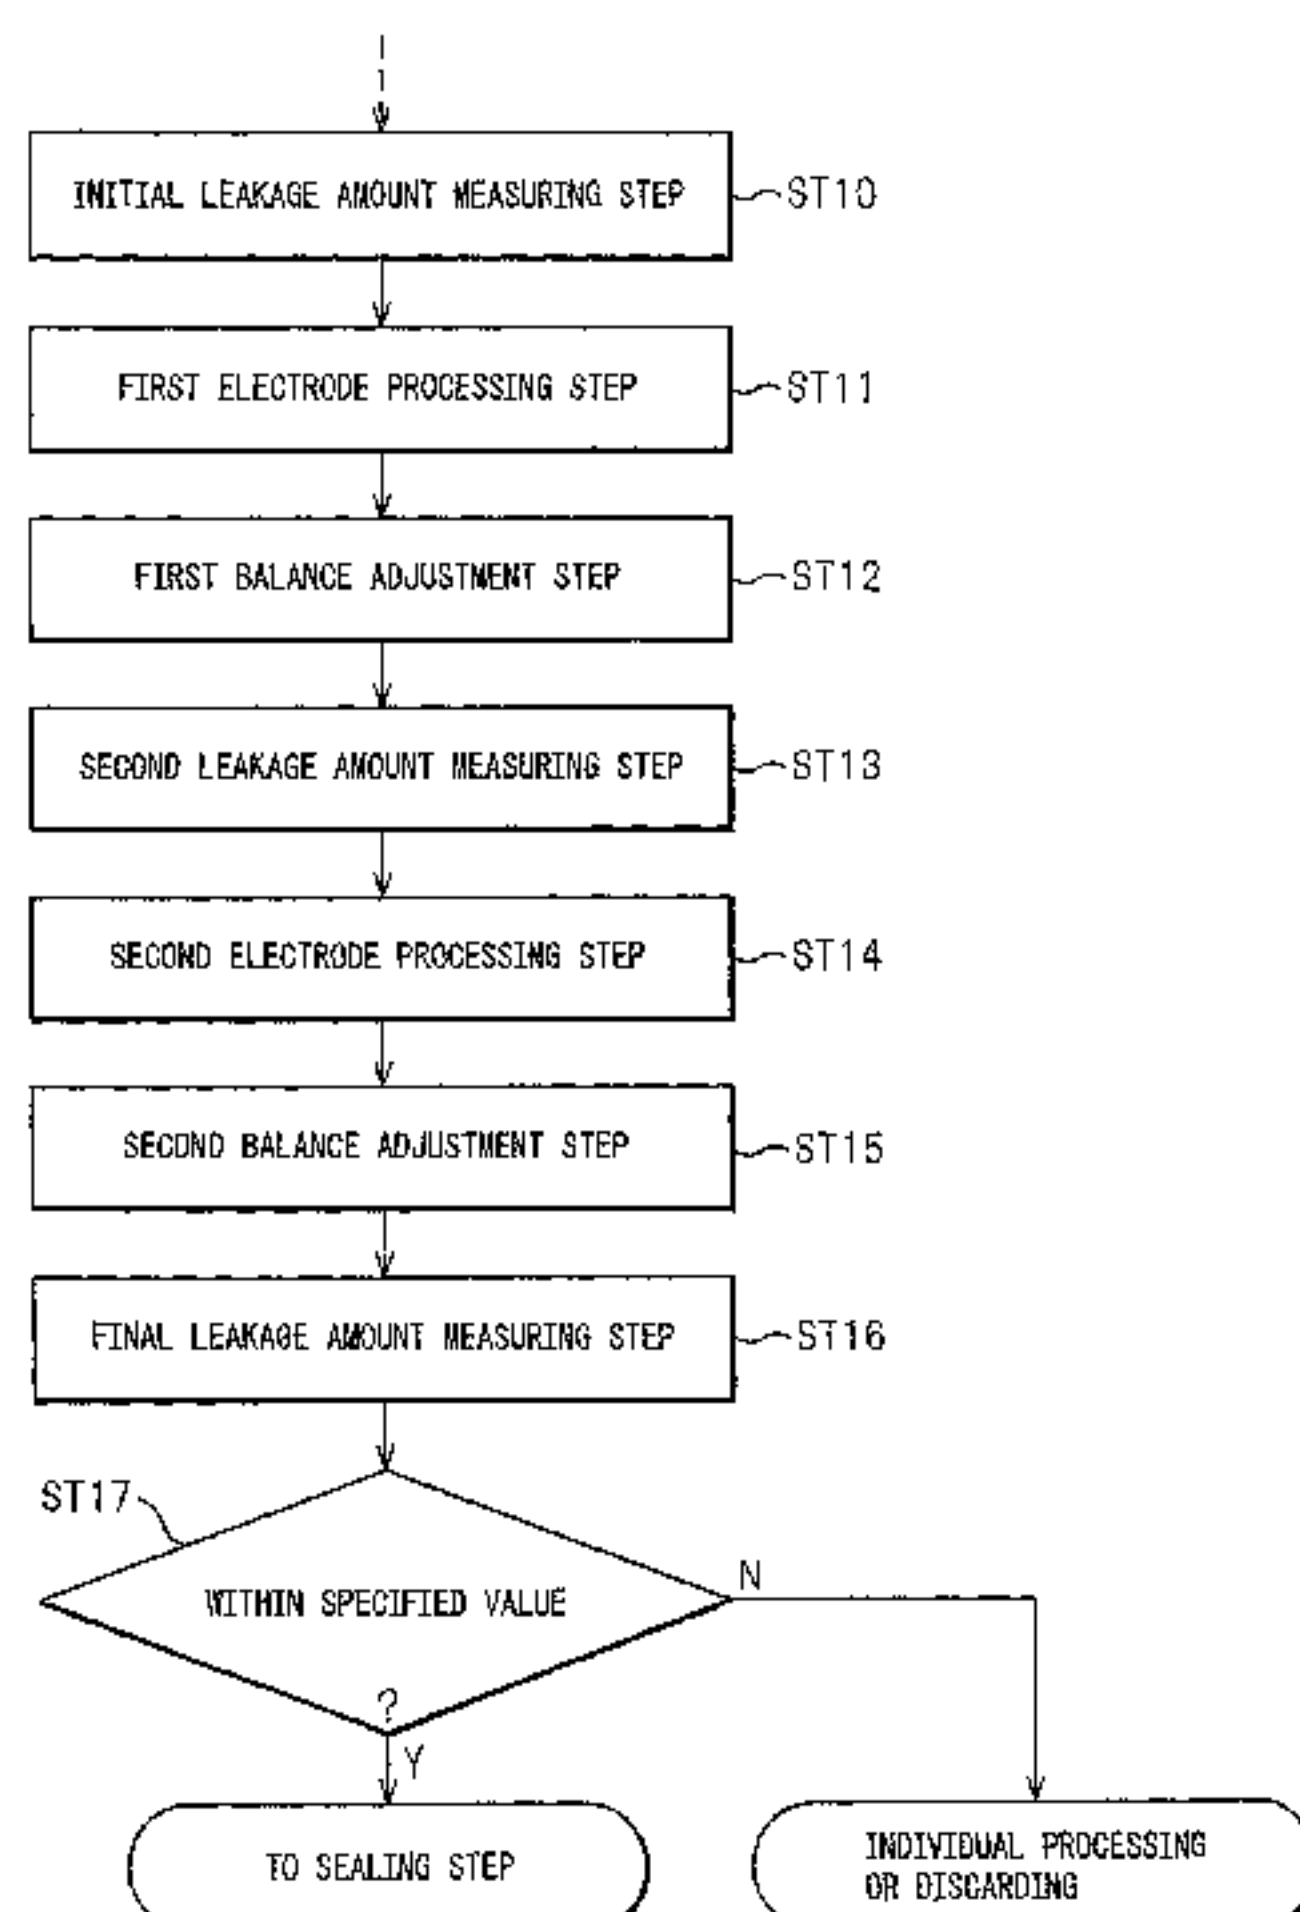 INITIAL LEAKAGE AMOUNT MEASURING STEP ST10
FIRST ELECTRODE PROCESSING STEP ST11
FIRST BALANCE ADJUSTMENT STEP ST12
SECOND LEAKAGE AMOUNT MEASURING STEP ST13
SECOND ELECTRODE PROCESSING STEP ST14
SECOND BALANCE ADJUSTMENT STEP ST15
FINAL LEAKAGE AMOUNT MEASURING STEP ST16
ST17
WITHIN SPECIFIED VALUE
?
N
Y
TO SEALING STEP
INDIVIDUAL PROCESSING
OR DISCARDING